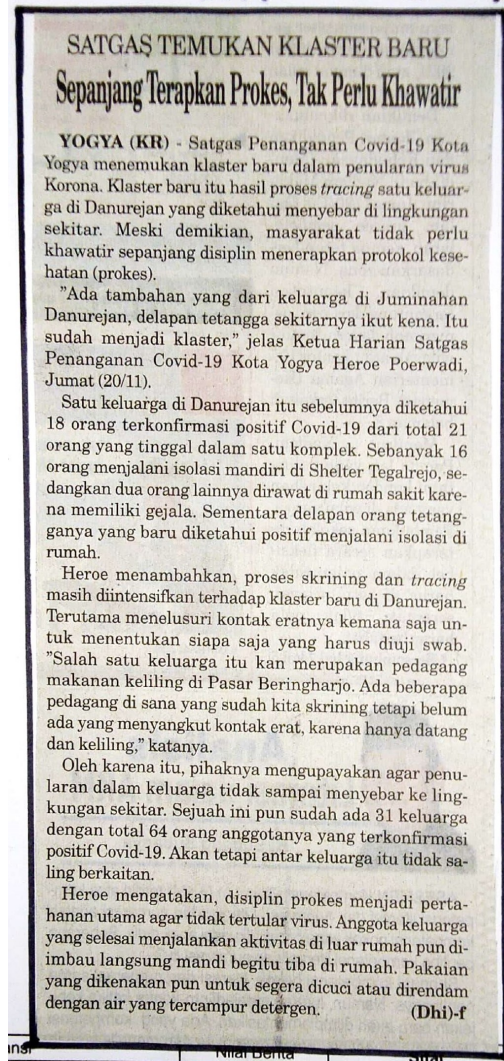 SATGAS TEMUKAN KLASTER BARU
Sepanjang Terapkan Prokes, Tak Perlu Khawatir
YOGYA (KR) - Satgas Penanganan Covid-19 Kota
Yogya menemukan klaster baru dalam penularan virus
Korona. Klaster baru itu hasil proses tracing satu keluar-
ga di Danurejan yang diketahui menyebar di lingkungan
sekitar. Meski demikian, masyarakat tidak perlu
khawatir sepanjang disiplin menerapkan protokol kese-
hatan (prokes).
"Ada tambahan yang dari keluarga di Juminahan
Danurejan, delapan tetangga sekitarnya ikut kena. Itu
sudah menjadi klaster," jelas Ketua Harian Satgas
Penanganan Covid-19 Kota Yogya Heroe Poerwadi,
Jumat (20/11).
Satu keluarga di Danurejan itu sebelumnya diketahui
18 orang terkonfirmasi positif Covid-19 dari total 21
orang yang tinggal dalam satu komplek. Sebanyak 16
orang menjalani isolasi mandiri di Shelter Tegalrejo, se-
dangkan dua orang lainnya dirawat di rumah sakit kare-
na memiliki gejala. Sementara delapan orang tetang-
ganya yang baru diketahui positif menjalani isolasi di
rumah.
Heroe menambahkan, proses skrining dan tracing
masih diintensifkan terhadap klaster baru di Danurejan.
Terutama menelusuri kontak eratnya kemana saja un-
tuk menentukan siapa saja yang harus diuji swab.
"Salah satu keluarga itu kan merupakan pedagang
makanan keliling di Pasar Beringharjo. Ada beberapa
pedagang di sana yang sudah kita skrining tetapi belum
ada yang menyangkut kontak erat, karena hanya datang
dan keliling," katanya.
Oleh karena itu, pihaknya mengupayakan agar penu-
laran dalam keluarga tidak sampai menyebar ke ling-
kungan sekitar. Sejuah ini pun sudah ada 31 keluarga
dengan total 64 orang anggotanya yang terkonfirmasi
positif Covid-19. Akan tetapi antar keluarga itu tidak sa-
ling berkaitan.
Heroe mengatakan, disiplin prokes menjadi perta-
hanan utama agar tidak tertular virus. Anggota keluarga
yang selesai menjalankan aktivitas di luar rumah pun di-
imbau langsung mandi begitu tiba di rumah. Pakaian
yang dikenakan pun untuk segera dicuci atau direndam
dengan air yang tercampur detergen. (Dhi)-f
Nilai Berita